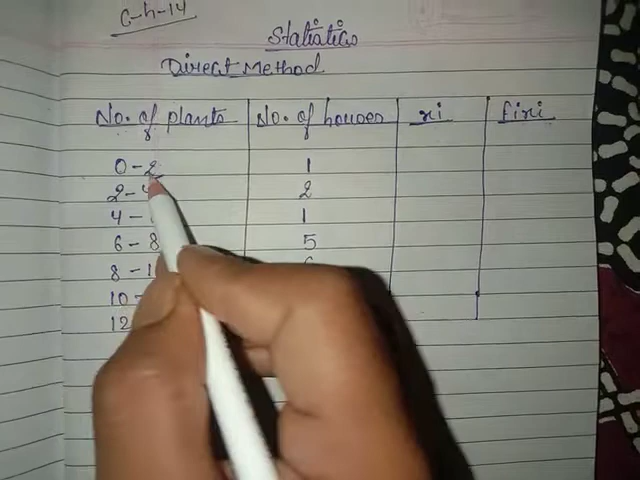 C-h-14
Statistics
Direct Method
No. of plants No. of houses xi fixi
0-2 1
2-4 2
4- 1
6-8 5
8-1
10-
12